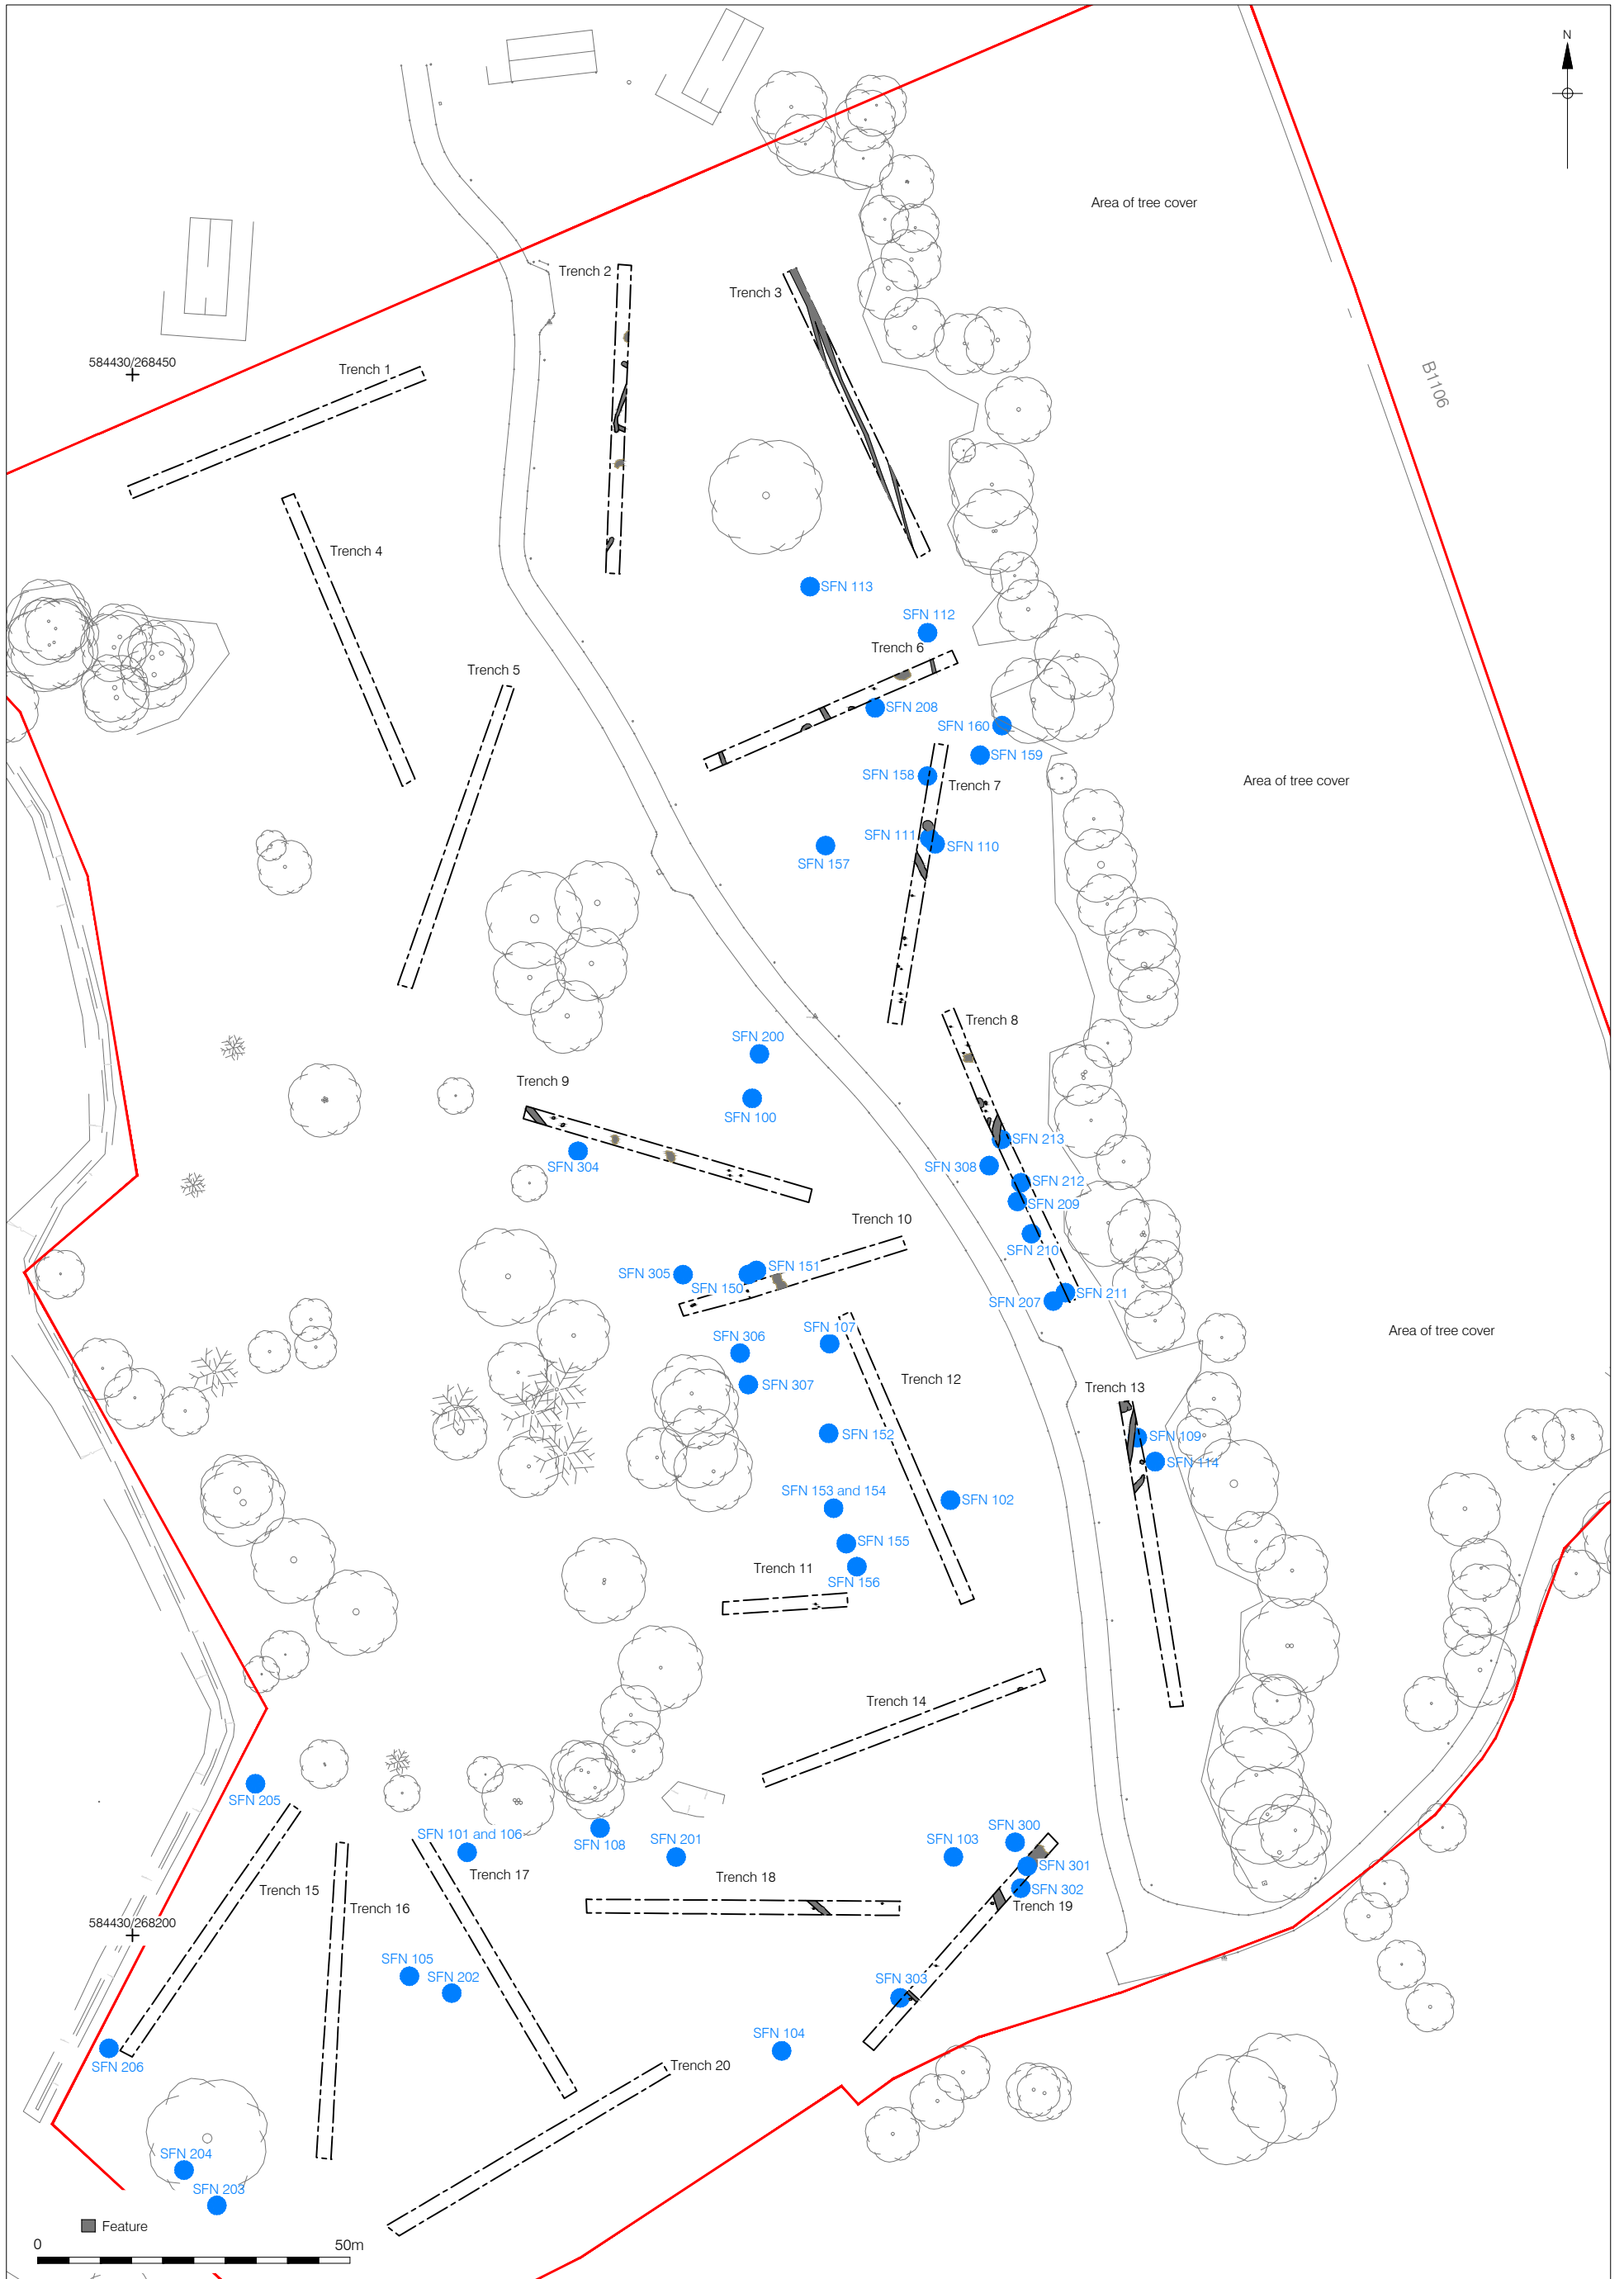 N
Area of tree cover
Trench 2
Trench 3
584430/268450
Trench 1
B1106
Trench 4
SFN 113
SFN 112
Trench 6
Trench 5
SFN 208
SFN 160
SFN 159
SFN 158
Trench 7
Area of tree cover
SFN 111
SFN 110
SFN 157
Trench 8
SFN 200
Trench 9
SFN 100
SFN 213
SFN 304
SFN 308
SFN 212
SFN 209
Trench 10
SFN 210
SFN 305
SFN 151
SFN 150
SFN 211
SFN 207
Area of tree cover
SFN 107
SFN 306
Trench 12
SFN 307
Trench 13
SFN 152
SFN 109
SFN 114
SFN 153 and 154
SFN 102
SFN 155
Trench 11
SFN 156
Trench 14
SFN 205
SFN 101 and 106
SFN 108
SFN 201
SFN 103
SFN 300
SFN 301
Trench 17
Trench 18
SFN 302
Trench 15
Trench 16
Trench 19
584430/268200
SFN 105
SFN 202
SFN 303
SFN 104
SFN 206
Trench 20
SFN 204
SFN 203
Feature
0
50m